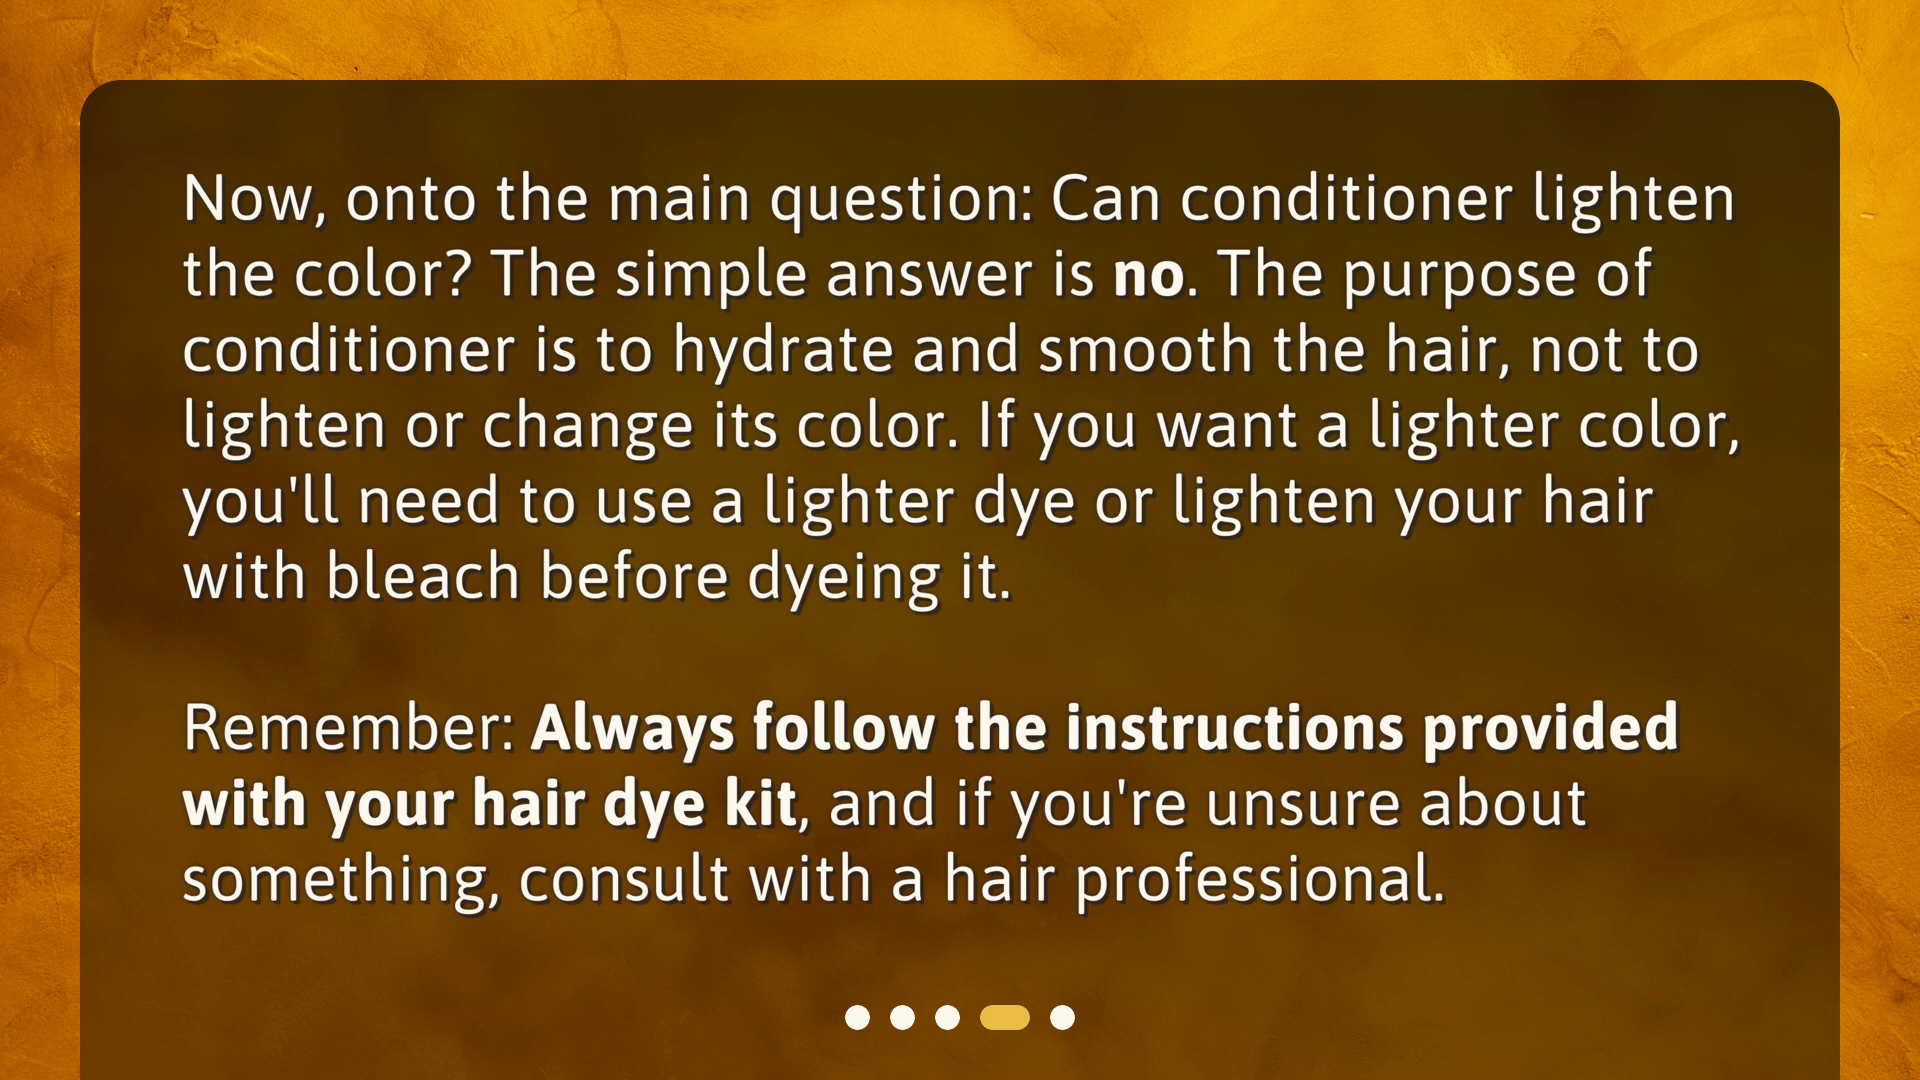 Now, onto the main question: Can conditioner lighten
the color? The simple answer is no. The purpose of
conditioner is to hydrate and smooth the hair, not to
lighten or change its color. If you want a lighter color,
you'll need to use a lighter dye or lighten your hair
with bleach before dyeing it.
Remember: Always follow the instructions provided
with your hair dye kit, and if you're unsure about
something, consult with a hair professional.